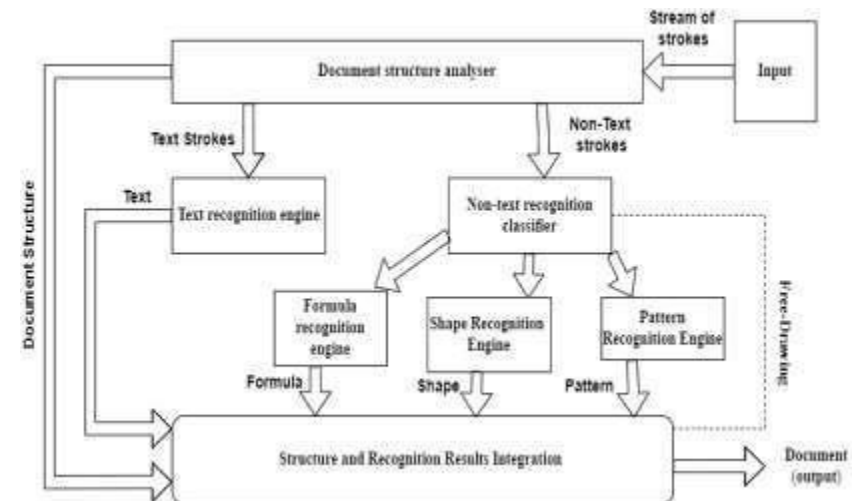 Stream of
strokes
Document structure analyser
Input
Text Strokes
Non-Text
strokes
Document Structure
Text
Text recognition engine
Non-text recognition
classifier
Free-Drawing
Formula
recognition
engine
Shape Recognition
Engine
Pattern
Recognition Engine
Formula
Shape
Pattern
Structure and Recognition Results Integration
Document
(output)